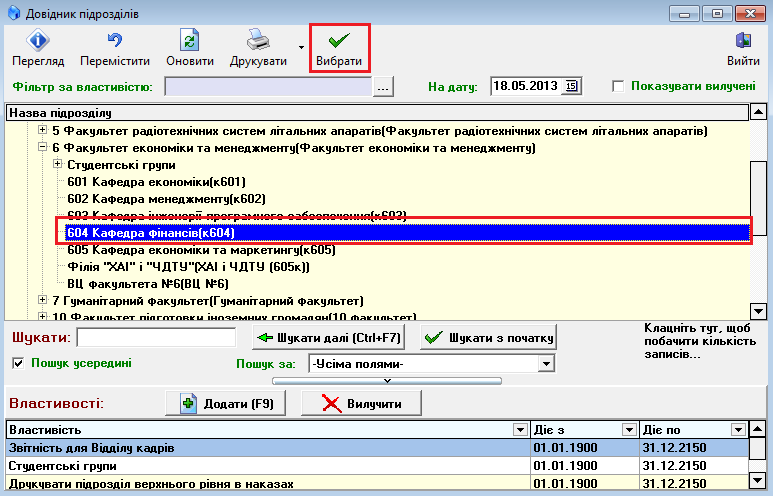 Довідник підрозділів
Перегляд Перемістити Оновити Друкувати Вибрати Вийти
Фільтр за властивістю: ... На дату: 18.05.2013 15 Показувати вилучені
Назва підрозділу
5 Факультет радіотехнічних систем літальних апаратів(Факультет радіотехнічних систем літальних апаратів)
6 Факультет економіки та менеджменту(Факультет економіки та менеджменту)
Студентські групи
601 Кафедра економіки(к601)
602 Кафедра менеджменту(к602)
603 Кафедра інженерії програмного забезпечення(к603)
604 Кафедра фінансів(к604)
605 Кафедра економіки та маркетингу(к605)
Філія "ХАІ" і "ЧДТУ"(ХАІ і ЧДТУ (605к))
ВЦ факультета №6(ВЦ №6)
7 Гуманітарний факультет(Гуманітарний факультет)
10 Факультет підготовки іноземних громадян(10 факультет)
Шукати: Шукати далі (Ctrl+F7) Шукати з початку Клацніть тут, щоб
побачити кількість
записів...
Пошук усередині Пошук за: -Усіма полями-
Властивості: Додати (F9) Вилучити
Властивість Діє з Діє по
Звітність для Відділу кадрів 01.01.1900 31.12.2150
Студентські групи 01.01.1900 31.12.2150
Друкувати підрозділ верхнього рівня в наказах 01.01.1900 31.12.2150